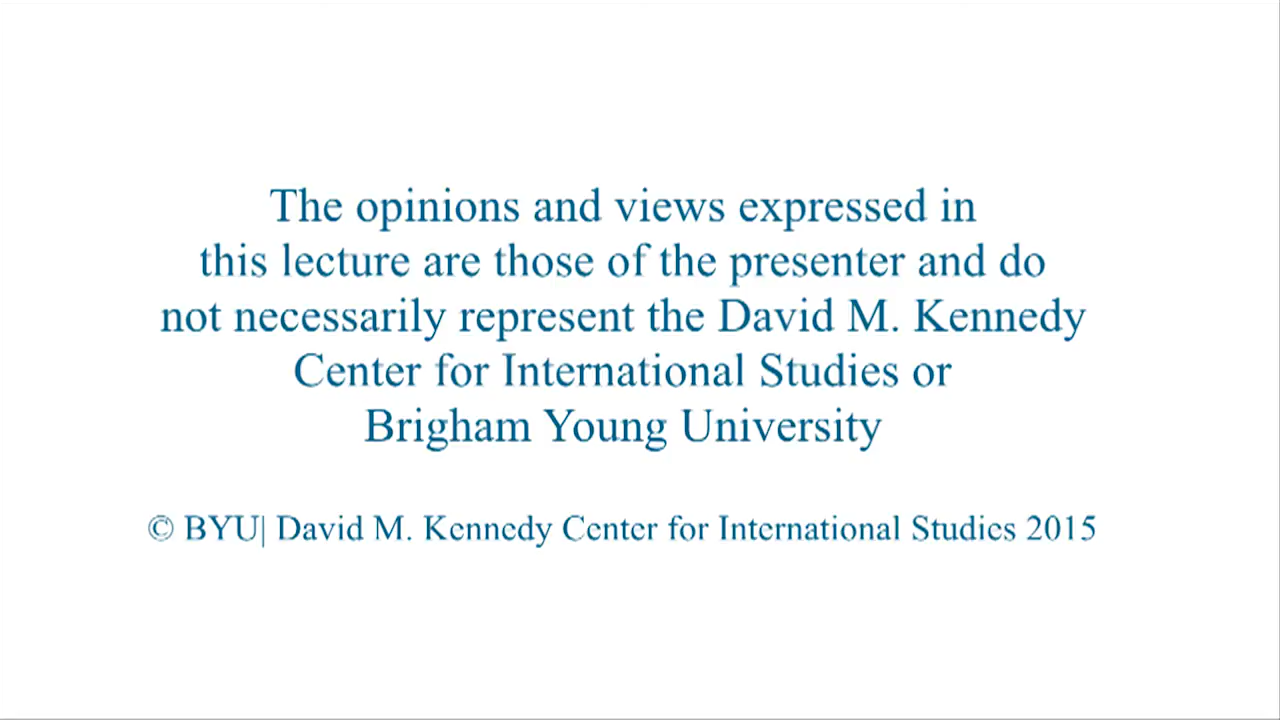 The opinions and views expressed in
this lecture are those of the presenter and do
not necessarily represent the David M. Kennedy
Center for International Studies or
Brigham Young University
© BYU| David M. Kennedy Center for International Studies 2015